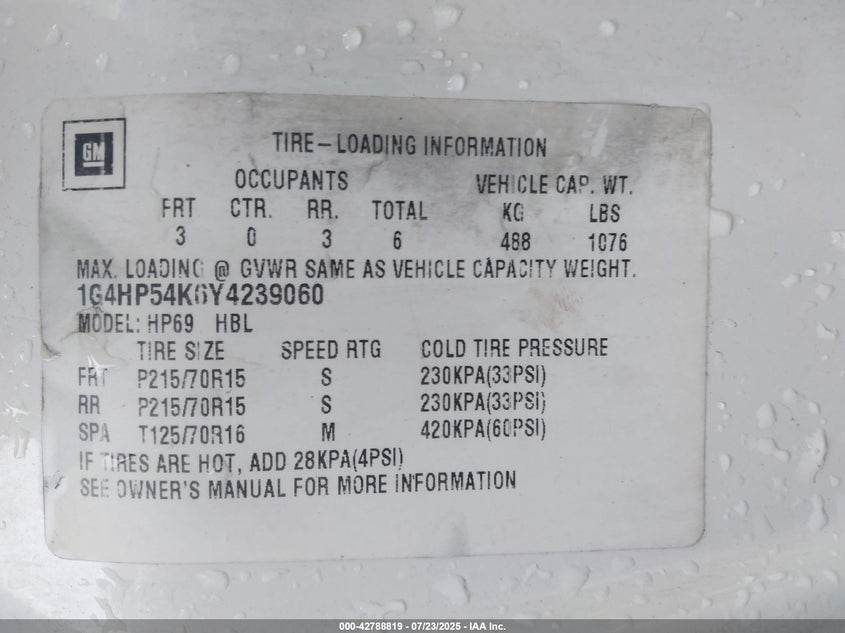 GM
TIRE-LOADING INFORMATION
OCCUPANTS VEHICLE CAP. WT.
FRT CTR. RR. TOTAL KG LBS
3 0 3 6 488 1076
MAX. LOADING @ GVWR SAME AS VEHICLE CAPACITY WEIGHT.
1G4HP54K6Y4239060
MODEL: HP69 HBL
TIRE SIZE SPEED RTG COLD TIRE PRESSURE
FRT P215/70R15 S 230KPA(33PSI)
RR P215/70R15 S 230KPA(33PSI)
SPA T125/70R16 M 420KPA(60PSI)
IF TIRES ARE HOT, ADD 28KPA(4PSI)
SEE OWNER'S MANUAL FOR MORE INFORMATION
000-42788819 - 07/23/2025 - IAA Inc.